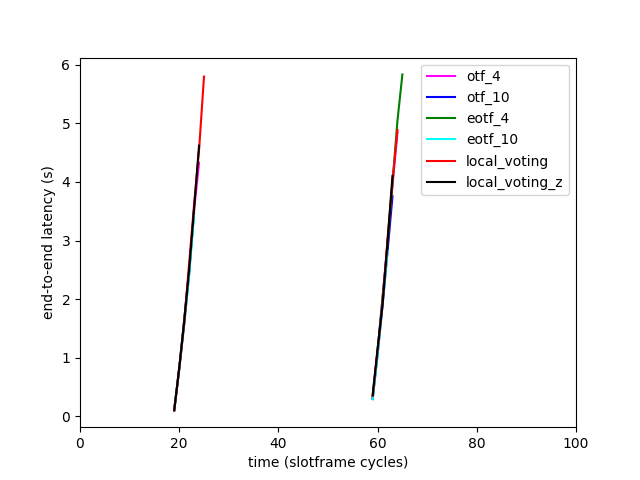 6
5
4
3
2
1
0
end-to-end latency (s)
0
20
40
60
80
100
time (slotframe cycles)
otf_4
otf_10
eotf_4
eotf_10
local_voting
local_voting_z